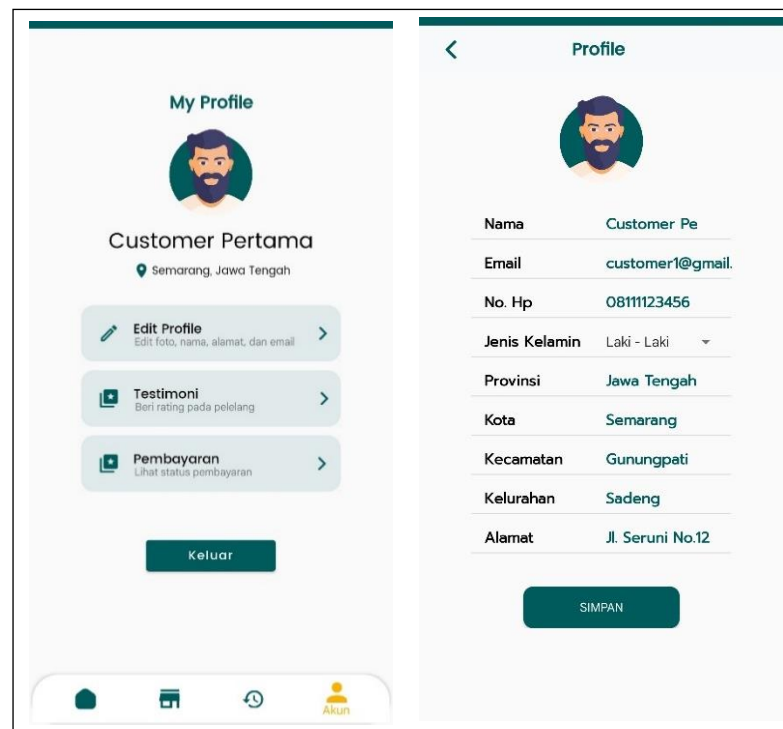 My Profile
Customer Pertama
Semarang, Jawa Tengah
Edit Profile
Edit foto, nama, alamat, dan email
Testimoni
Beri rating pada pelelang
Pembayaran
Lihat status pembayaran
Keluar
Akun
Profile
Nama Customer Pe
Email customer1@gmail.
No. Hp 08111123456
Jenis Kelamin Laki - Laki
Provinsi Jawa Tengah
Kota Semarang
Kecamatan Gunungpati
Kelurahan Sadeng
Alamat Jl. Seruni No.12
SIMPAN